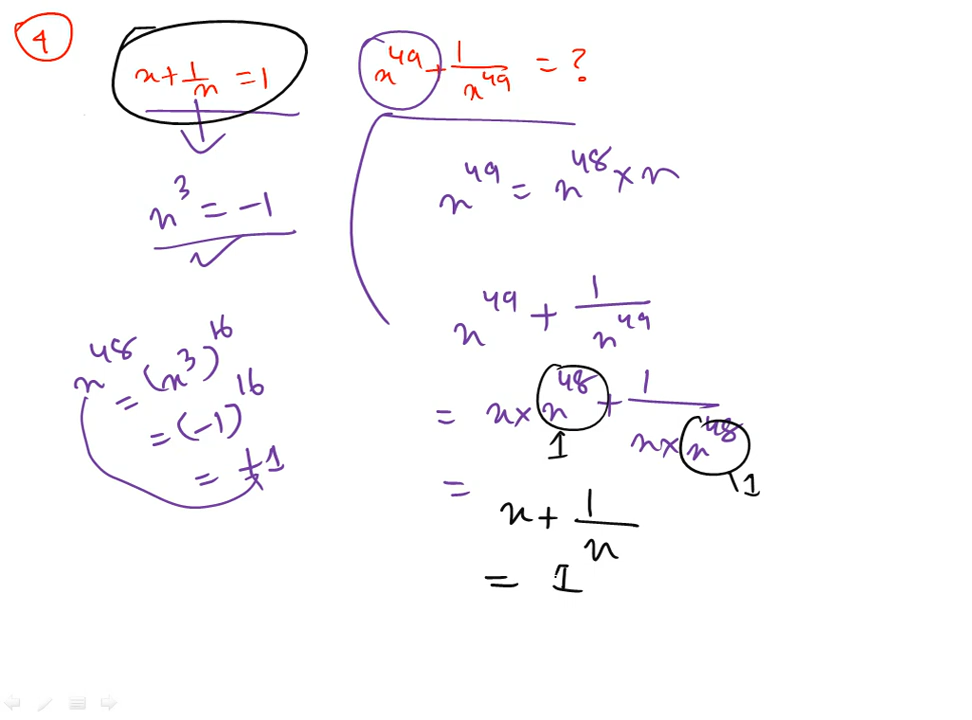 4
x + 1/x = 1
x^49 + 1/x^49 = ?
x^3 = -1
x^49 = x^48 × x
x^49 + 1/x^49
x^48 = (x^3)^16
= (-1)^16
= +1
= x × x^48 + 1/(x × x^48)
1 1
= x + 1/x
= 1